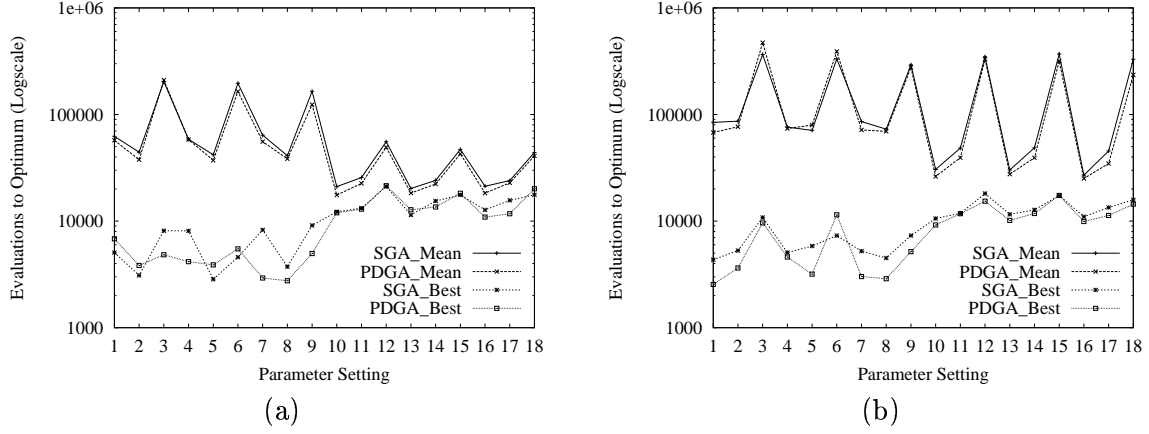 1e+06
100000
10000
1000
Evaluations to Optimum (Logscale)
SGA_Mean
PDGA_Mean
SGA_Best
PDGA_Best
1 2 3 4 5 6 7 8 9 10 11 12 13 14 15 16 17 18
Parameter Setting
(a)
1e+06
100000
10000
1000
Evaluations to Optimum (Logscale)
SGA_Mean
PDGA_Mean
SGA_Best
PDGA_Best
1 2 3 4 5 6 7 8 9 10 11 12 13 14 15 16 17 18
Parameter Setting
(b)